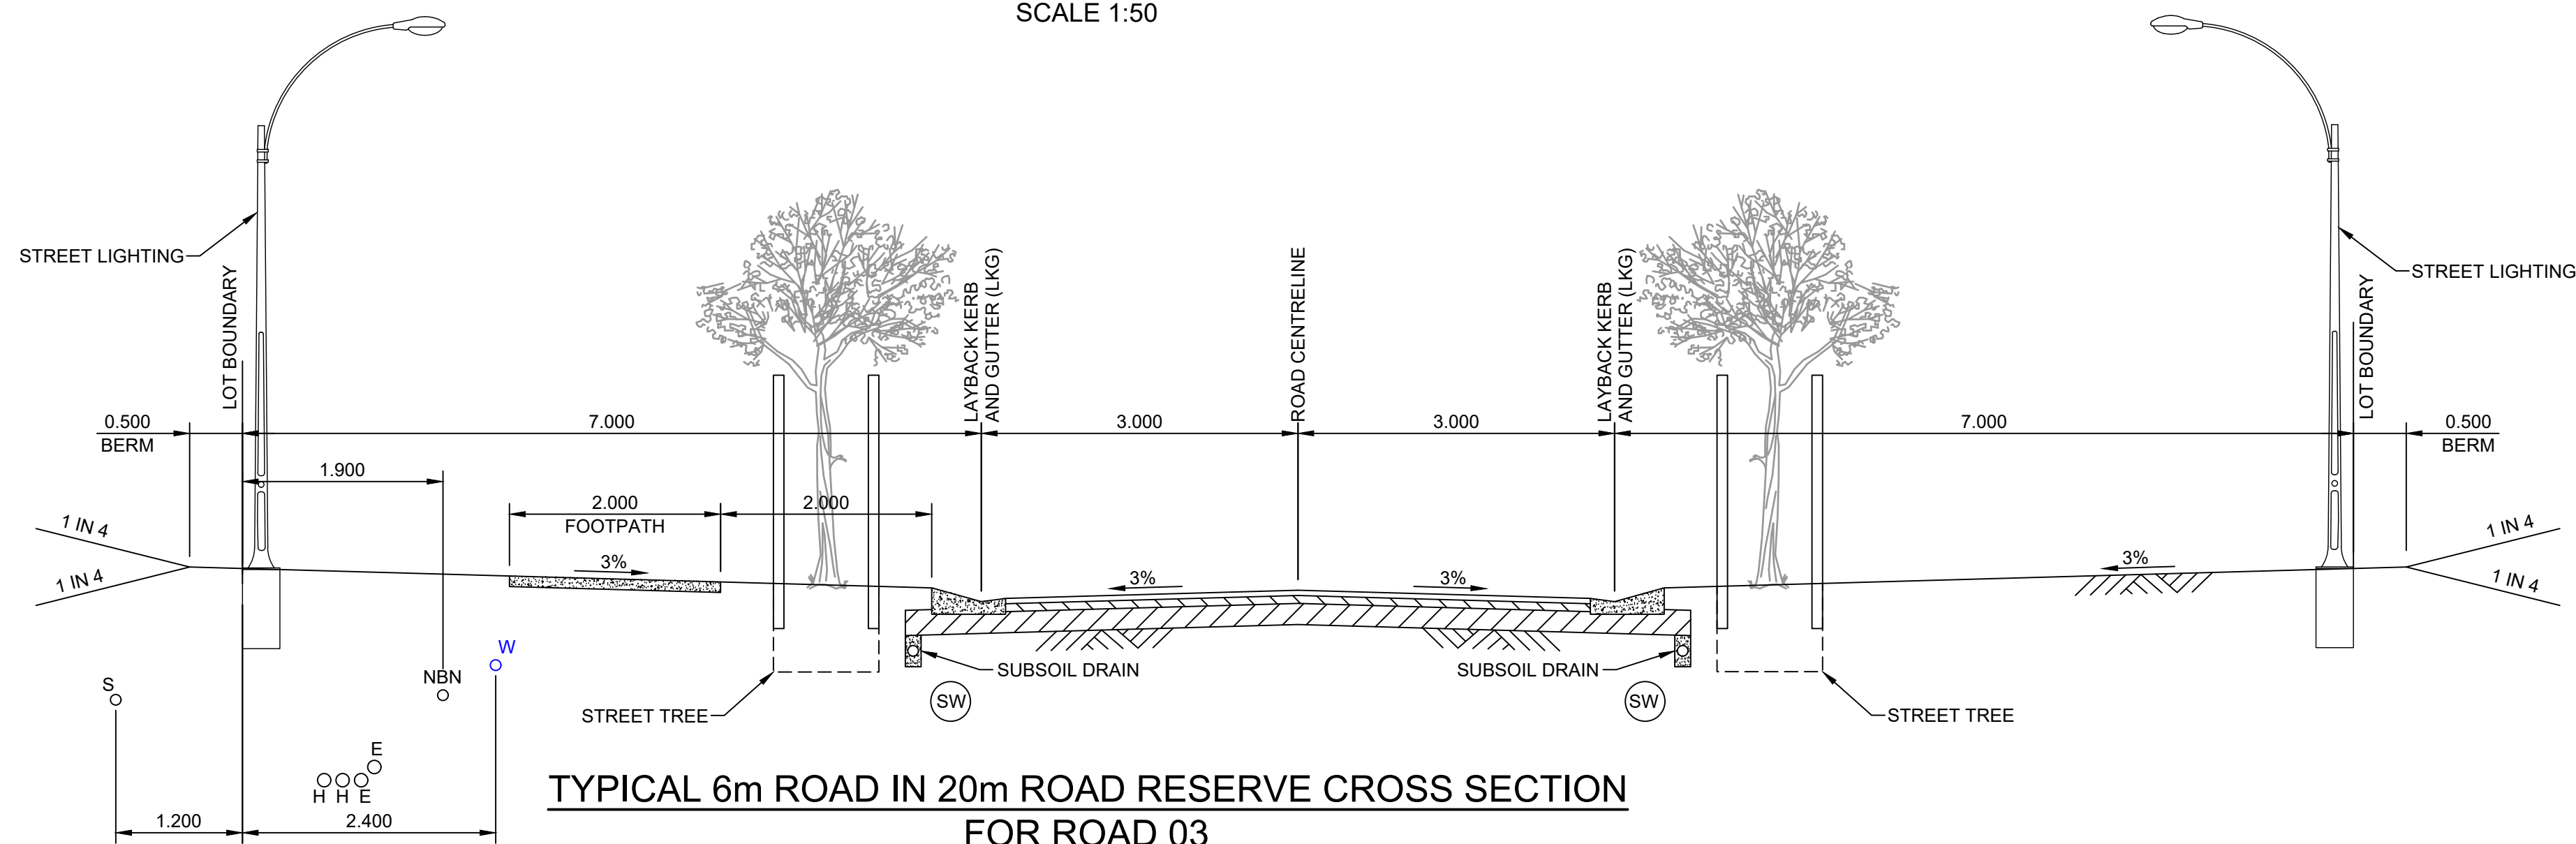 SCALE 1:50
STREET LIGHTING
LOT BOUNDARY
LAYBACK KERB
AND GUTTER (LKG)
ROAD CENTRELINE
LAYBACK KERB
AND GUTTER (LKG)
LOT BOUNDARY
STREET LIGHTING
0.500
BERM
7.000
3.000
3.000
7.000
0.500
BERM
1.900
2.000
FOOTPATH
2.000
1 IN 4
1 IN 4
3%
3%
3%
3%
1 IN 4
1 IN 4
S
NBN
W
SUBSOIL DRAIN
SUBSOIL DRAIN
SW
SW
STREET TREE
STREET TREE
E
H H E
1.200
2.400
TYPICAL 6m ROAD IN 20m ROAD RESERVE CROSS SECTION
FOR ROAD 03